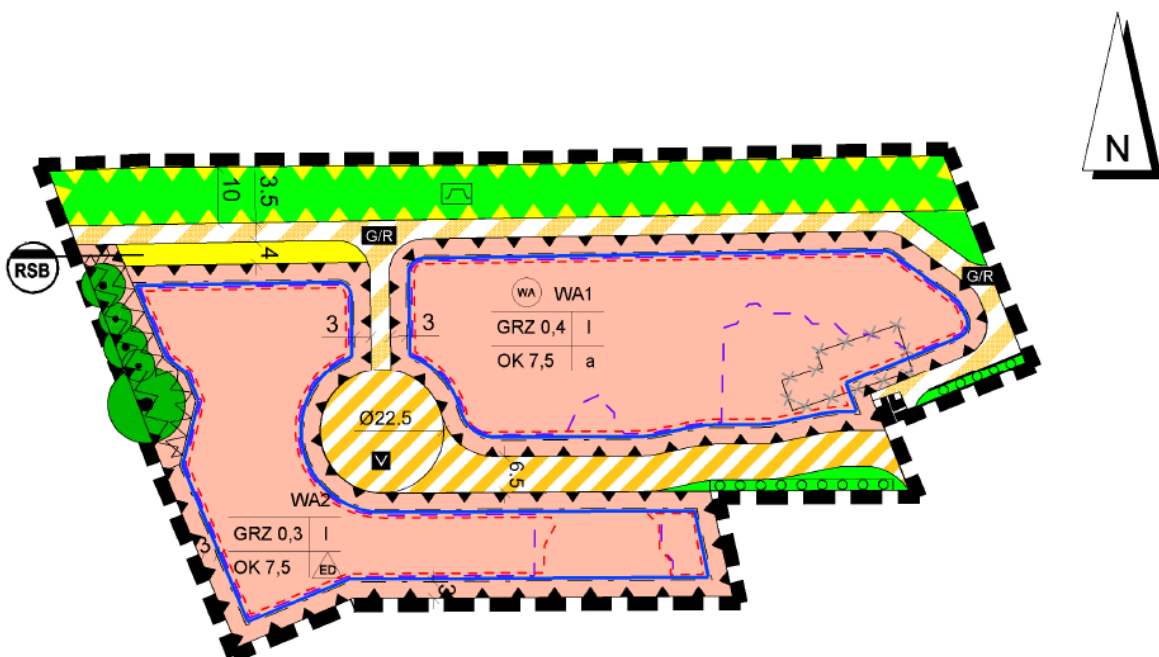 N
10
3.5
G/R
RSB
4
G/R
WA WA1
3
3
GRZ 0,4 I
OK 7,5 a
Ø22.5
V
6.5
WA2
GRZ 0,3 I
3
OK 7,5 ED
3